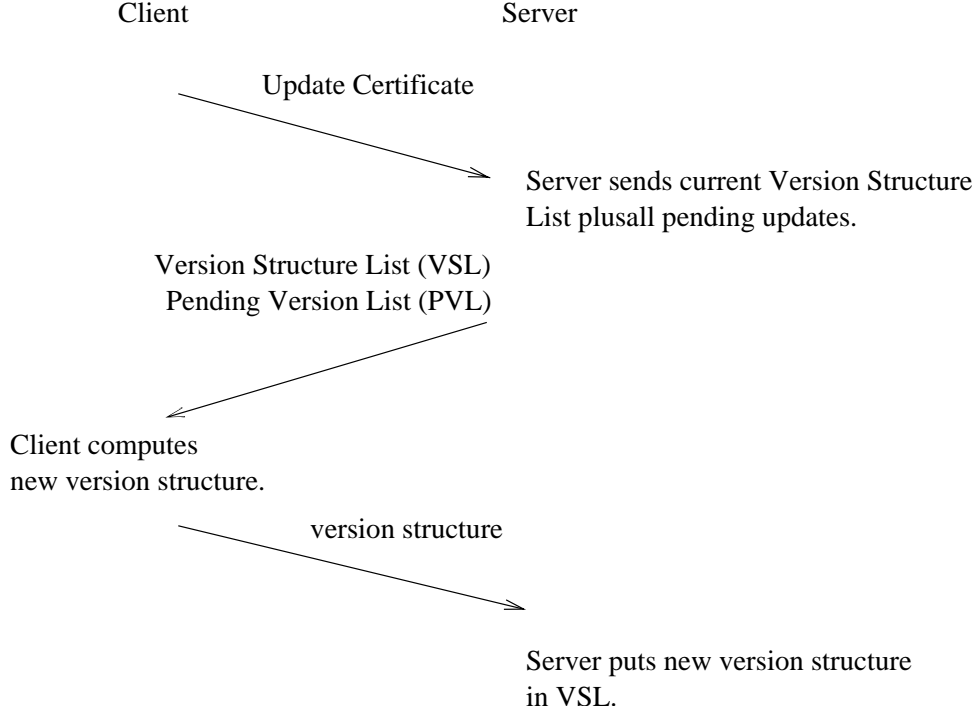 Client
Server
Update Certificate
Server sends current Version Structure
List plusall pending updates.
Version Structure List (VSL)
Pending Version List (PVL)
Client computes
new version structure.
version structure
Server puts new version structure
in VSL.